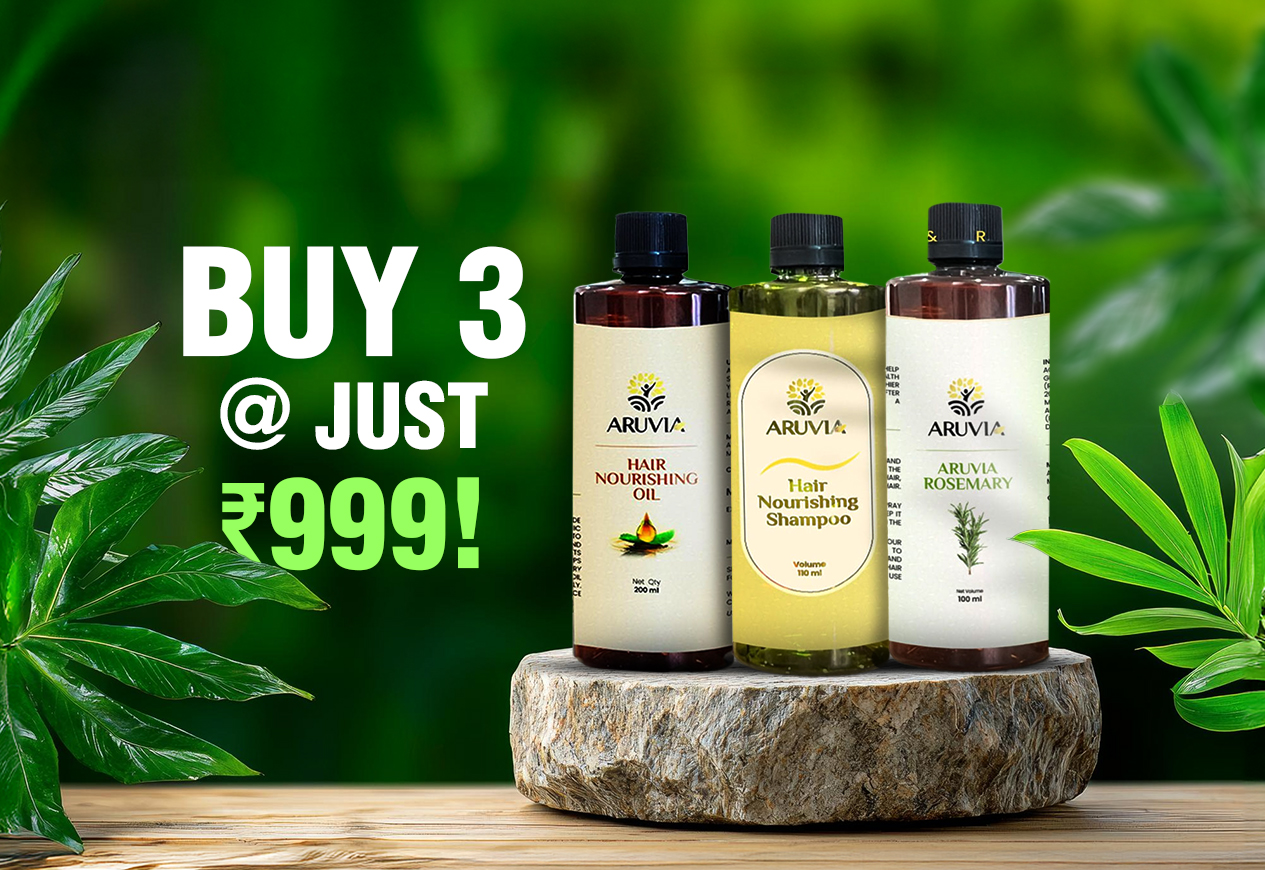 BUY 3
@ JUST
₹999!
ARUVIA
HAIR
NOURISHING
OIL
Net Qty
200 ml
ARUVIA
Hair
Nourishing
Shampoo
Volume
110 ml
& R
ARUVIA
ARUVIA
ROSEMARY
Net Volume
100 ml